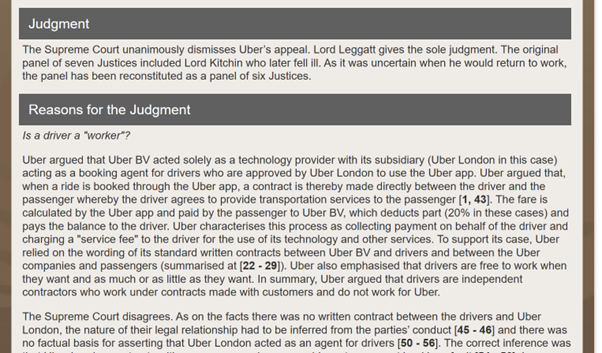 Judgment
The Supreme Court unanimously dismisses Uber's appeal. Lord Leggatt gives the sole judgment. The original
panel of seven Justices included Lord Kitchin who later fell ill. As it was uncertain when he would return to work,
the panel has been reconstituted as a panel of six Justices.
Reasons for the Judgment
Is a driver a "worker"?
Uber argued that Uber BV acted solely as a technology provider with its subsidiary (Uber London in this case)
acting as a booking agent for drivers who are approved by Uber London to use the Uber app. Uber argued that,
when a ride is booked through the Uber app, a contract is thereby made directly between the driver and the
passenger whereby the driver agrees to provide transportation services to the passenger [1, 43]. The fare is
calculated by the Uber app and paid by the passenger to Uber BV, which deducts part (20% in these cases) and
pays the balance to the driver. Uber characterises this process as collecting payment on behalf of the driver and
charging a "service fee" to the driver for the use of its technology and other services. To support its case, Uber
relied on the wording of its standard written contracts between Uber BV and drivers and between the Uber
companies and passengers (summarised at [22 - 29]). Uber also emphasised that drivers are free to work when
they want and as much or as little as they want. In summary, Uber argued that drivers are independent
contractors who work under contracts made with customers and do not work for Uber.
The Supreme Court disagrees. As on the facts there was no written contract between the drivers and Uber
London, the nature of their legal relationship had to be inferred from the parties' conduct [45 - 46] and there was
no factual basis for asserting that Uber London acted as an agent for drivers [50 - 56]. The correct inference was